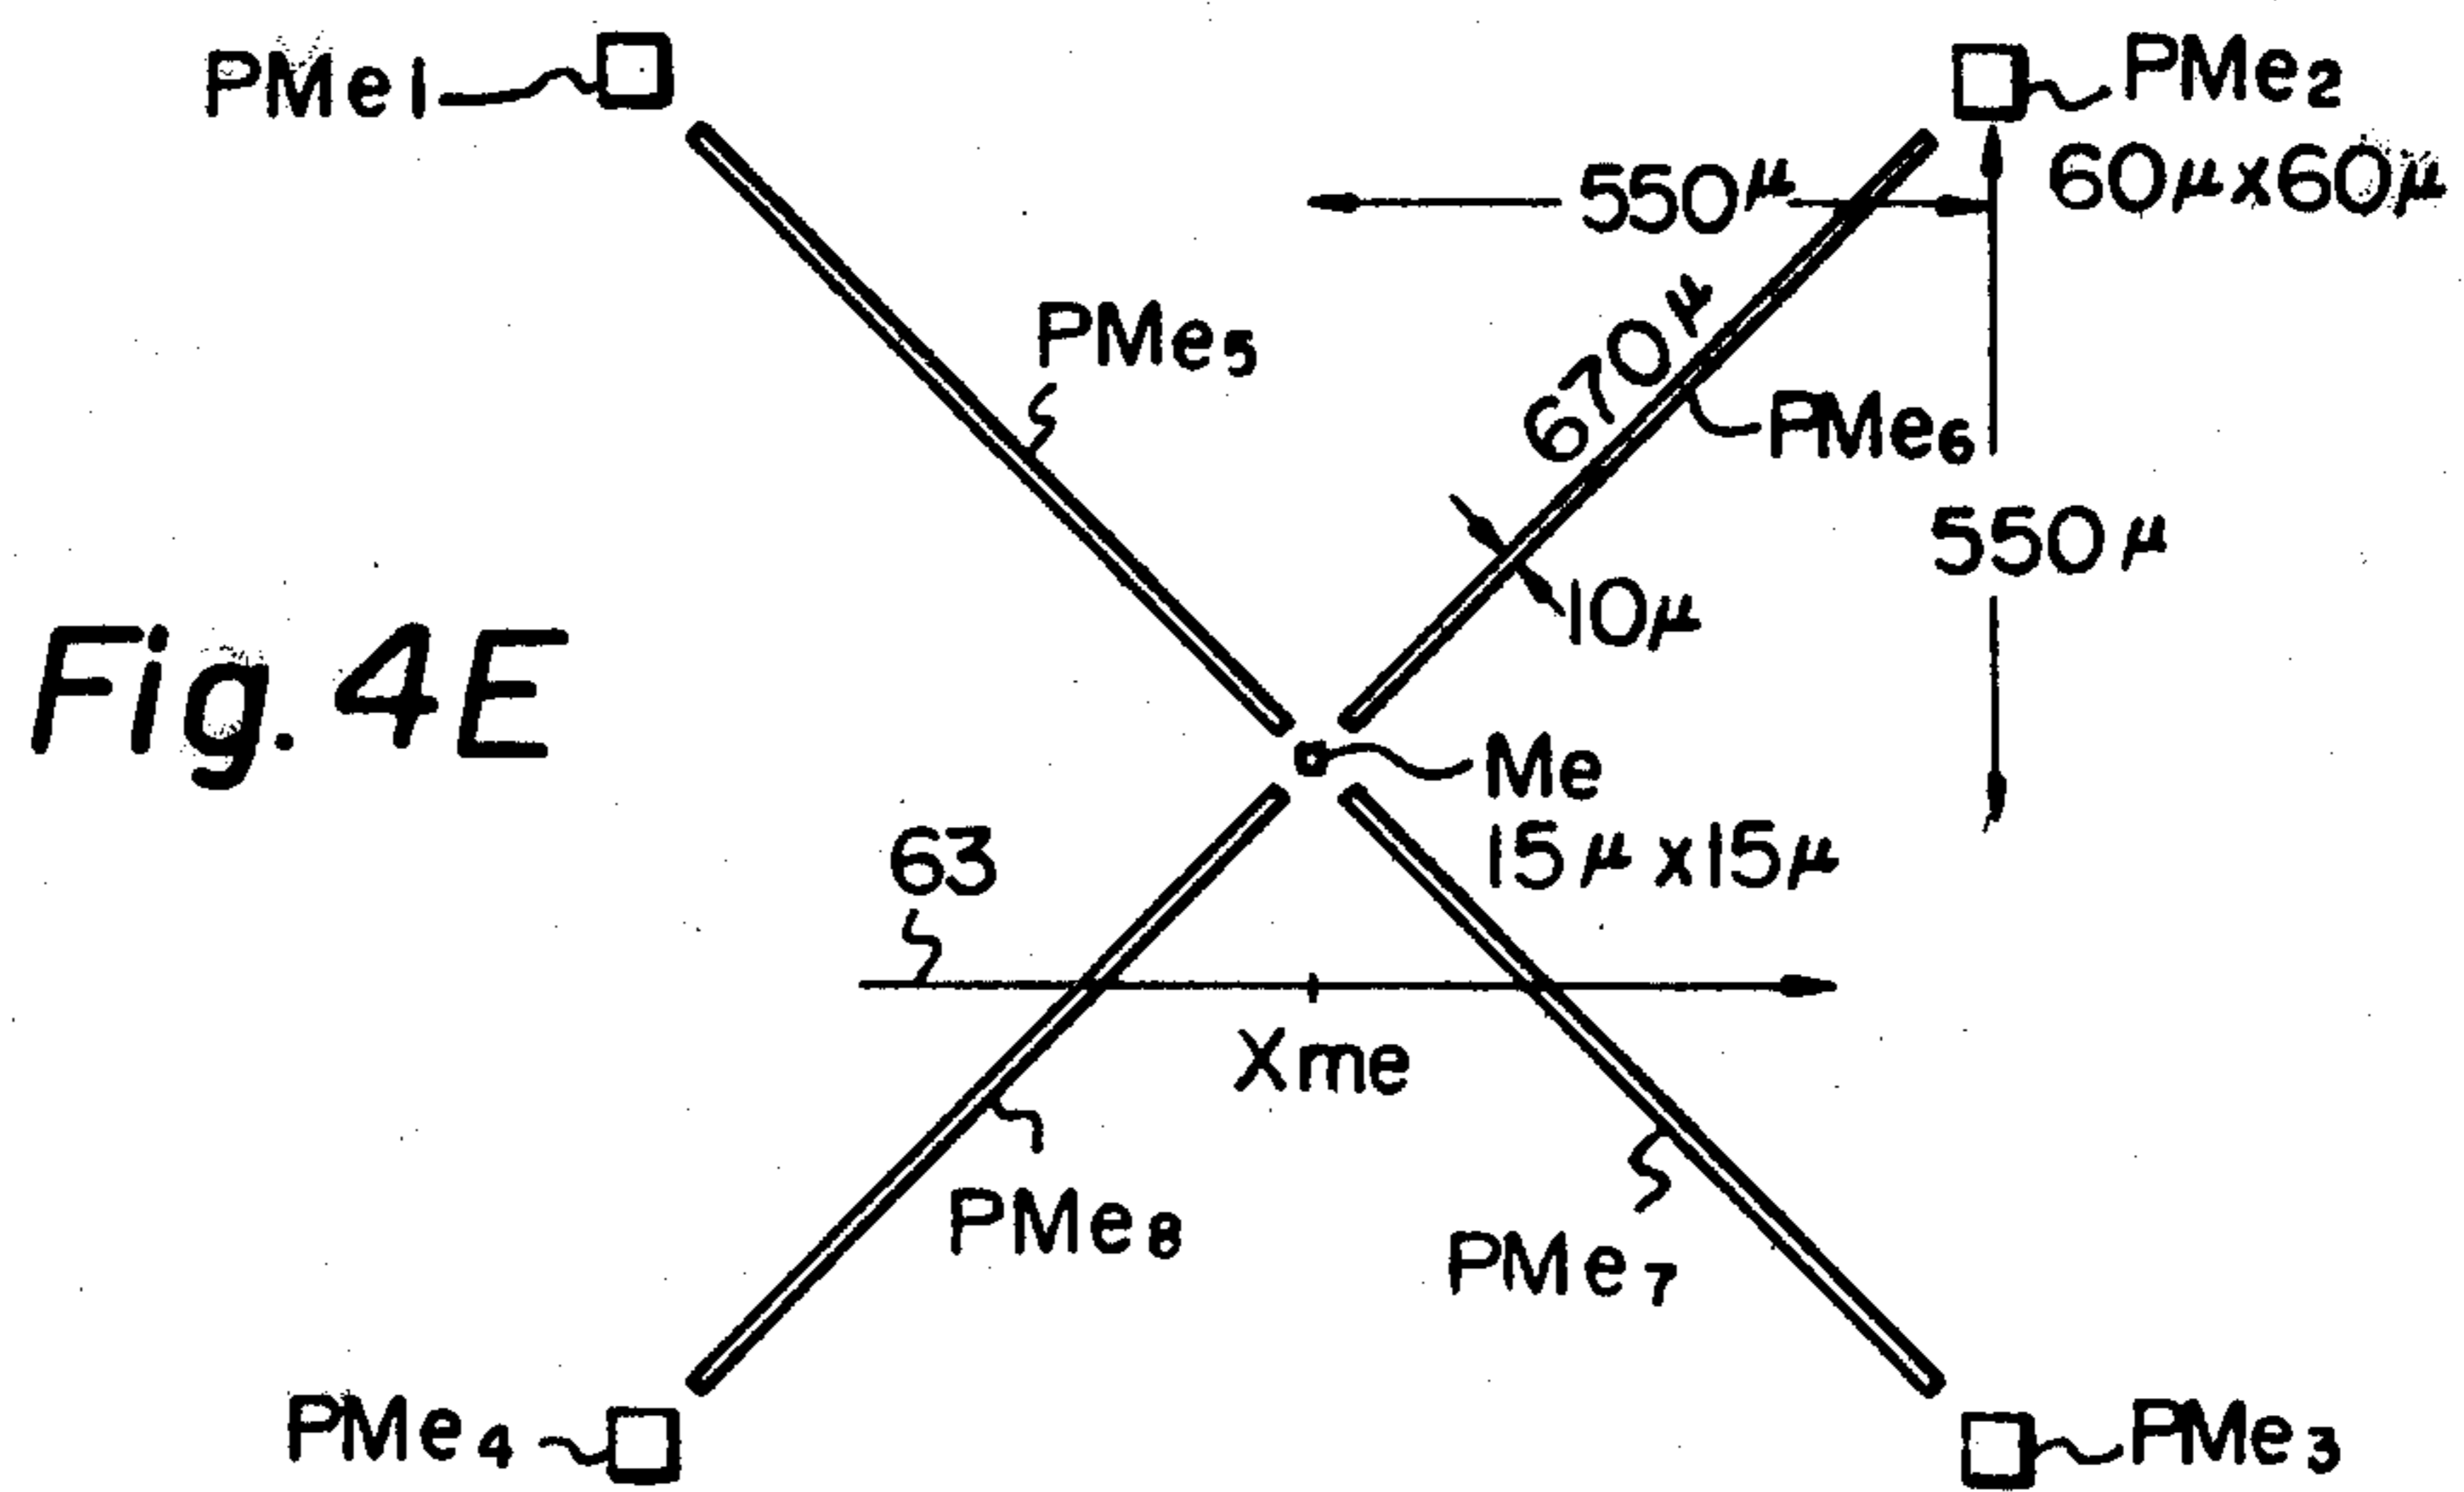 PMe1
PMe2
60μx60μ
550μ
PMe5
670μ
PMe6
550μ
10μ
Fig. 4E
Me
15μx15μ
63
Xme
PMe8
PMe7
PMe4
PMe3